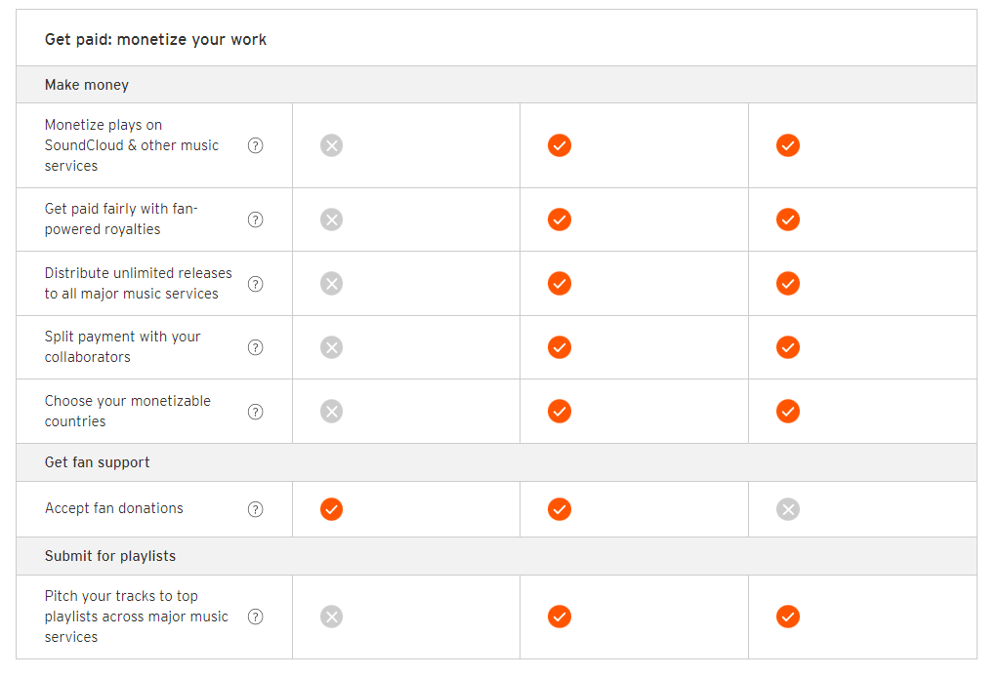 Get paid: monetize your work
Make money
Monetize plays on
SoundCloud & other music
services
?
Get paid fairly with fan-
powered royalties
?
Distribute unlimited releases
to all major music services
?
Split payment with your
collaborators
?
Choose your monetizable
countries
?
Get fan support
Accept fan donations
?
Submit for playlists
Pitch your tracks to top
playlists across major music
services
?